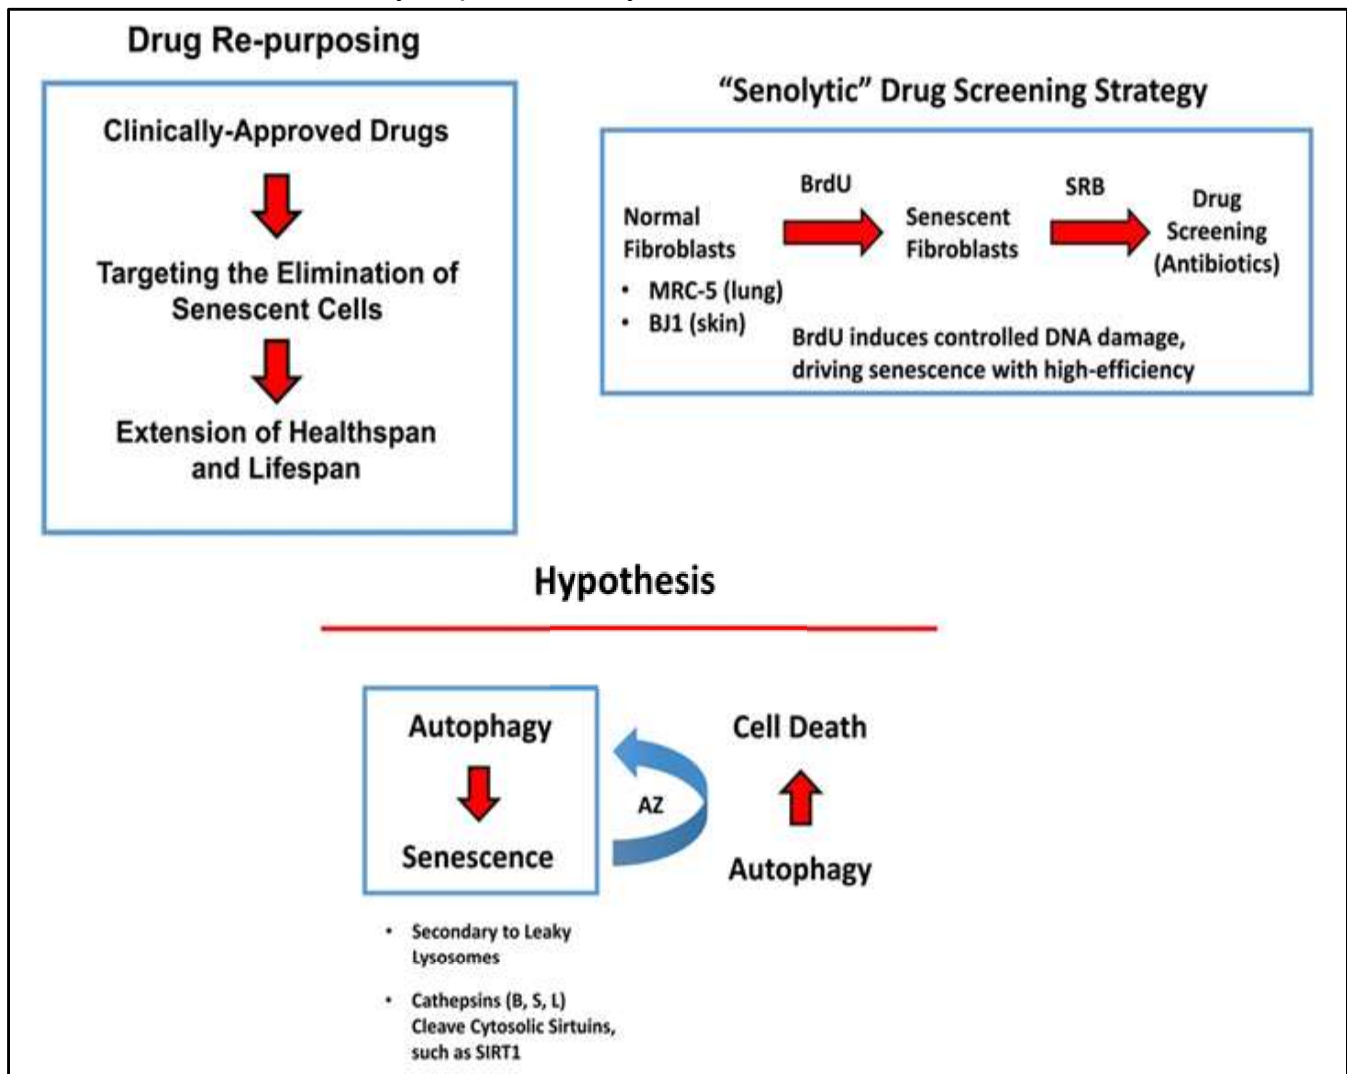 Drug Re-purposing
Clinically-Approved Drugs
Targeting the Elimination of
Senescent Cells
Extension of Healthspan
and Lifespan
“Senolytic” Drug Screening Strategy
Normal
Fibroblasts
• MRC-5 (lung)
• BJ1 (skin)
BrdU
Senescent
Fibroblasts
SRB
Drug
Screening
(Antibiotics)
BrdU induces controlled DNA damage,
driving senescence with high-efficiency
Hypothesis
Autophagy
Senescence
AZ
Cell Death
Autophagy
• Secondary to Leaky
Lysosomes
• Cathepsins (B, S, L)
Cleave Cytosolic Sirtuins,
such as SIRT1